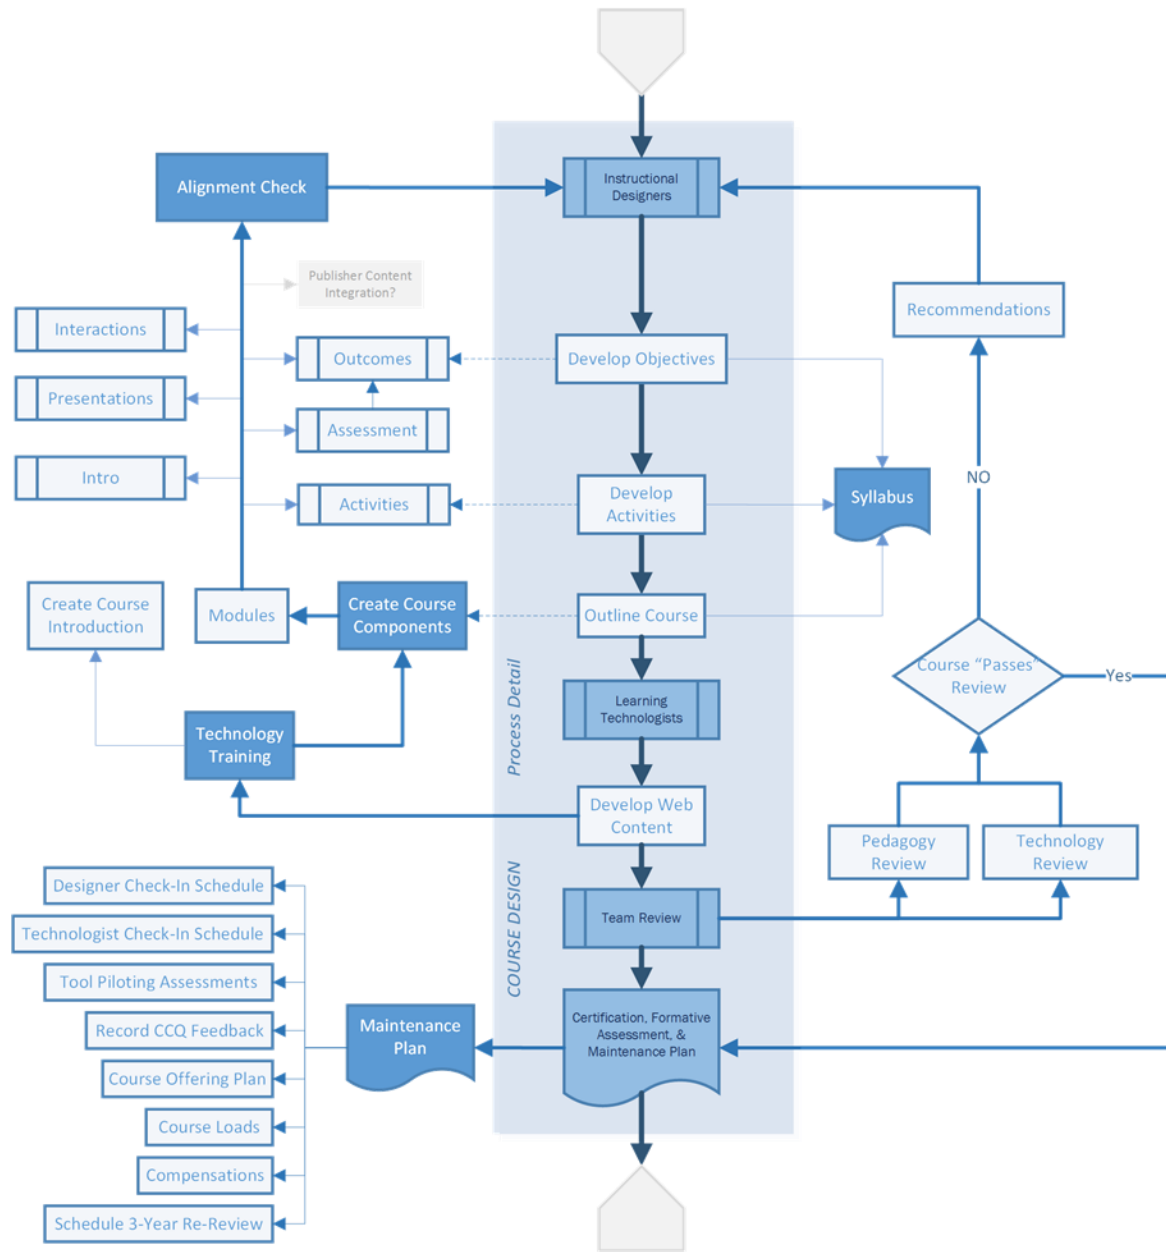 Instructional
Designers
Alignment Check
Publisher Content
Integration?
Recommendations
Interactions
Outcomes
Develop Objectives
Presentations
Assessment
Intro
Activities
Develop
Activities
Syllabus
NO
Create Course
Introduction
Modules
Create Course
Components
Outline Course
Course “Passes”
Review
Yes
Process Detail
Learning
Technologists
Technology
Training
Develop Web
Content
Pedagogy
Review
Technology
Review
COURSE DESIGN
Team Review
Designer Check-In Schedule
Technologist Check-In Schedule
Tool Piloting Assessments
Record CCQ Feedback
Course Offering Plan
Course Loads
Compensations
Schedule 3-Year Re-Review
Maintenance
Plan
Certification, Formative
Assessment, &
Maintenance Plan